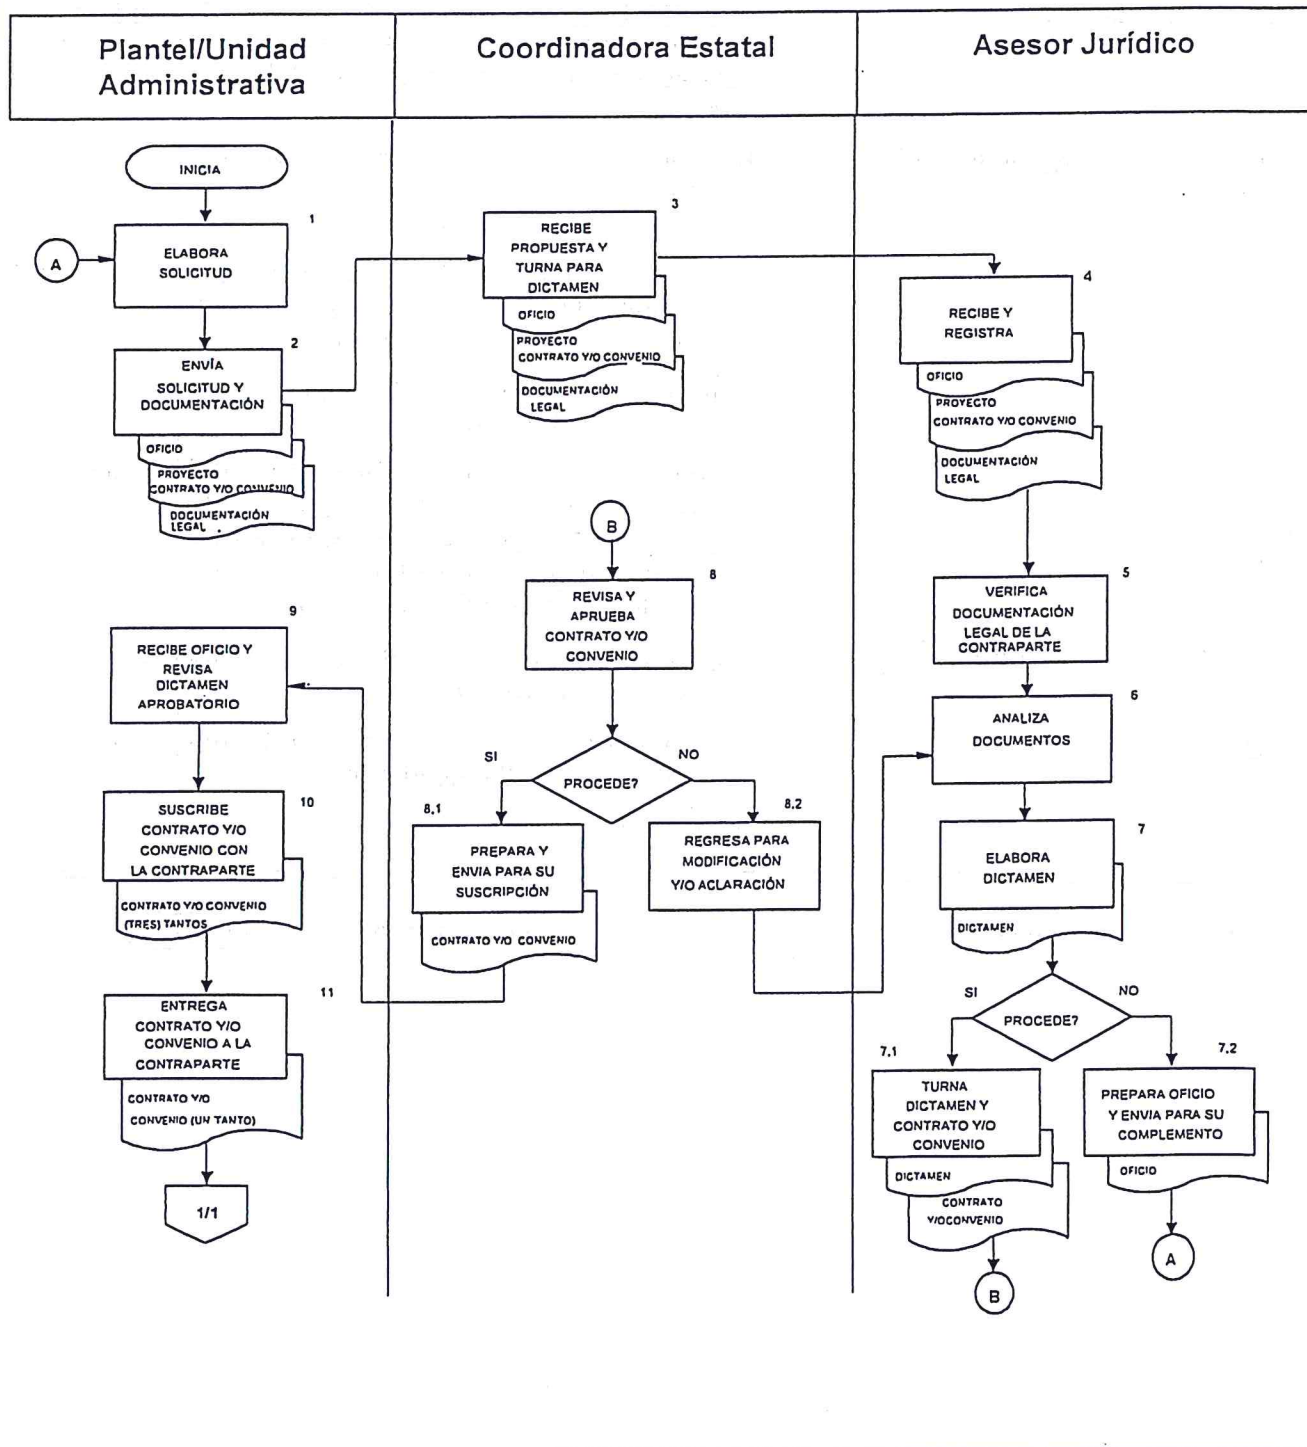 Plantel/Unidad
Administrativa
Coordinadora Estatal
Asesor Jurídico
INICIA
A
1
ELABORA
SOLICITUD
2
ENVÍA
SOLICITUD Y
DOCUMENTACIÓN
OFICIO
PROYECTO
CONTRATO Y/O CONVENIO
DOCUMENTACIÓN
LEGAL
3
RECIBE
PROPUESTA Y
TURNA PARA
DICTAMEN
OFICIO
PROYECTO
CONTRATO Y/O CONVENIO
DOCUMENTACIÓN
LEGAL
4
RECIBE Y
REGISTRA
OFICIO
PROYECTO
CONTRATO Y/O CONVENIO
DOCUMENTACIÓN
LEGAL
5
VERIFICA
DOCUMENTACIÓN
LEGAL DE LA
CONTRAPARTE
6
ANALIZA
DOCUMENTOS
7
ELABORA
DICTAMEN
DICTAMEN
SI
NO
PROCEDE?
7.1
TURNA
DICTAMEN Y
CONTRATO Y/O
CONVENIO
DICTAMEN
CONTRATO
Y/OCONVENIO
B
7.2
PREPARA OFICIO
Y ENVIA PARA SU
COMPLEMENTO
OFICIO
A
B
8
REVISA Y
APRUEBA
CONTRATO Y/O
CONVENIO
SI
NO
PROCEDE?
8.1
PREPARA Y
ENVIA PARA SU
SUSCRIPCIÓN
CONTRATO Y/O CONVENIO
8.2
REGRESA PARA
MODIFICACIÓN
Y/O ACLARACIÓN
9
RECIBE OFICIO Y
REVISA
DICTAMEN
APROBATORIO
10
SUSCRIBE
CONTRATO Y/O
CONVENIO CON
LA CONTRAPARTE
CONTRATO Y/O CONVENIO
(TRES) TANTOS
11
ENTREGA
CONTRATO Y/O
CONVENIO A LA
CONTRAPARTE
CONTRATO Y/O
CONVENIO (UN TANTO)
1/1